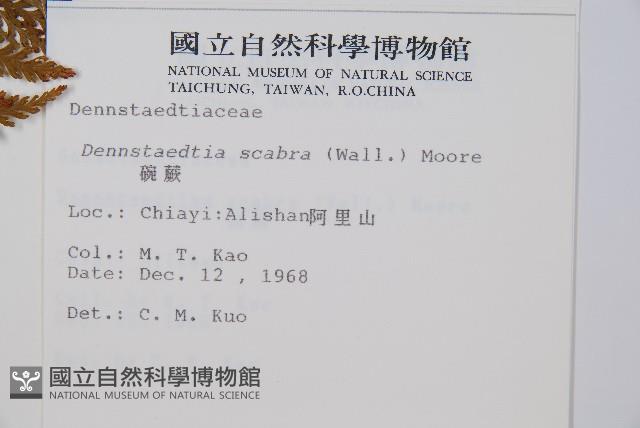 國立自然科學博物館
NATIONAL MUSEUM OF NATURAL SCIENCE
TAICHUNG, TAIWAN, R.O.CHINA
Dennstaedtiaceae
Dennstaedtia scabra (Wall.) Moore
碗蕨
Loc.: Chiayi:Alishan阿里山
Col.: M. T. Kao
Date: Dec. 12 , 1968
Det.: C. M. Kuo
國立自然科學博物館
NATIONAL MUSEUM OF NATURAL SCIENCE